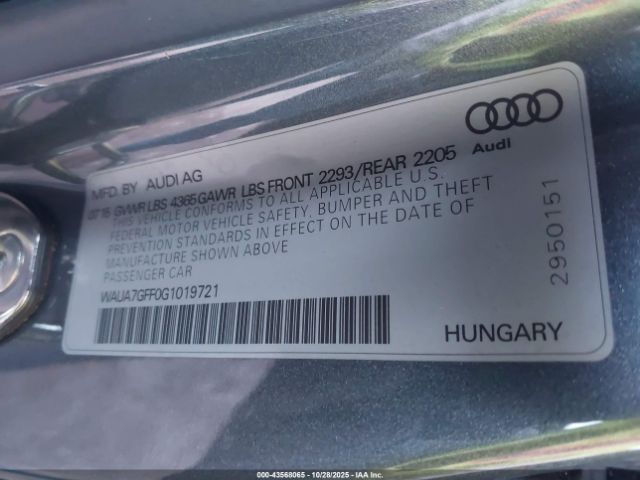 Audi
MFD. BY AUDI AG
07 15 GVWR LBS 4365 GAWR LBS FRONT 2293/REAR 2205
THIS VEHICLE CONFORMS TO ALL APPLICABLE U.S.
FEDERAL MOTOR VEHICLE SAFETY, BUMPER AND THEFT
PREVENTION STANDARDS IN EFFECT ON THE DATE OF
MANUFACTURE SHOWN ABOVE
PASSENGER CAR
WAUA7GFF0G1019721
2950151
HUNGARY
000-43568065 • 10/28/2025 • IAA Inc.